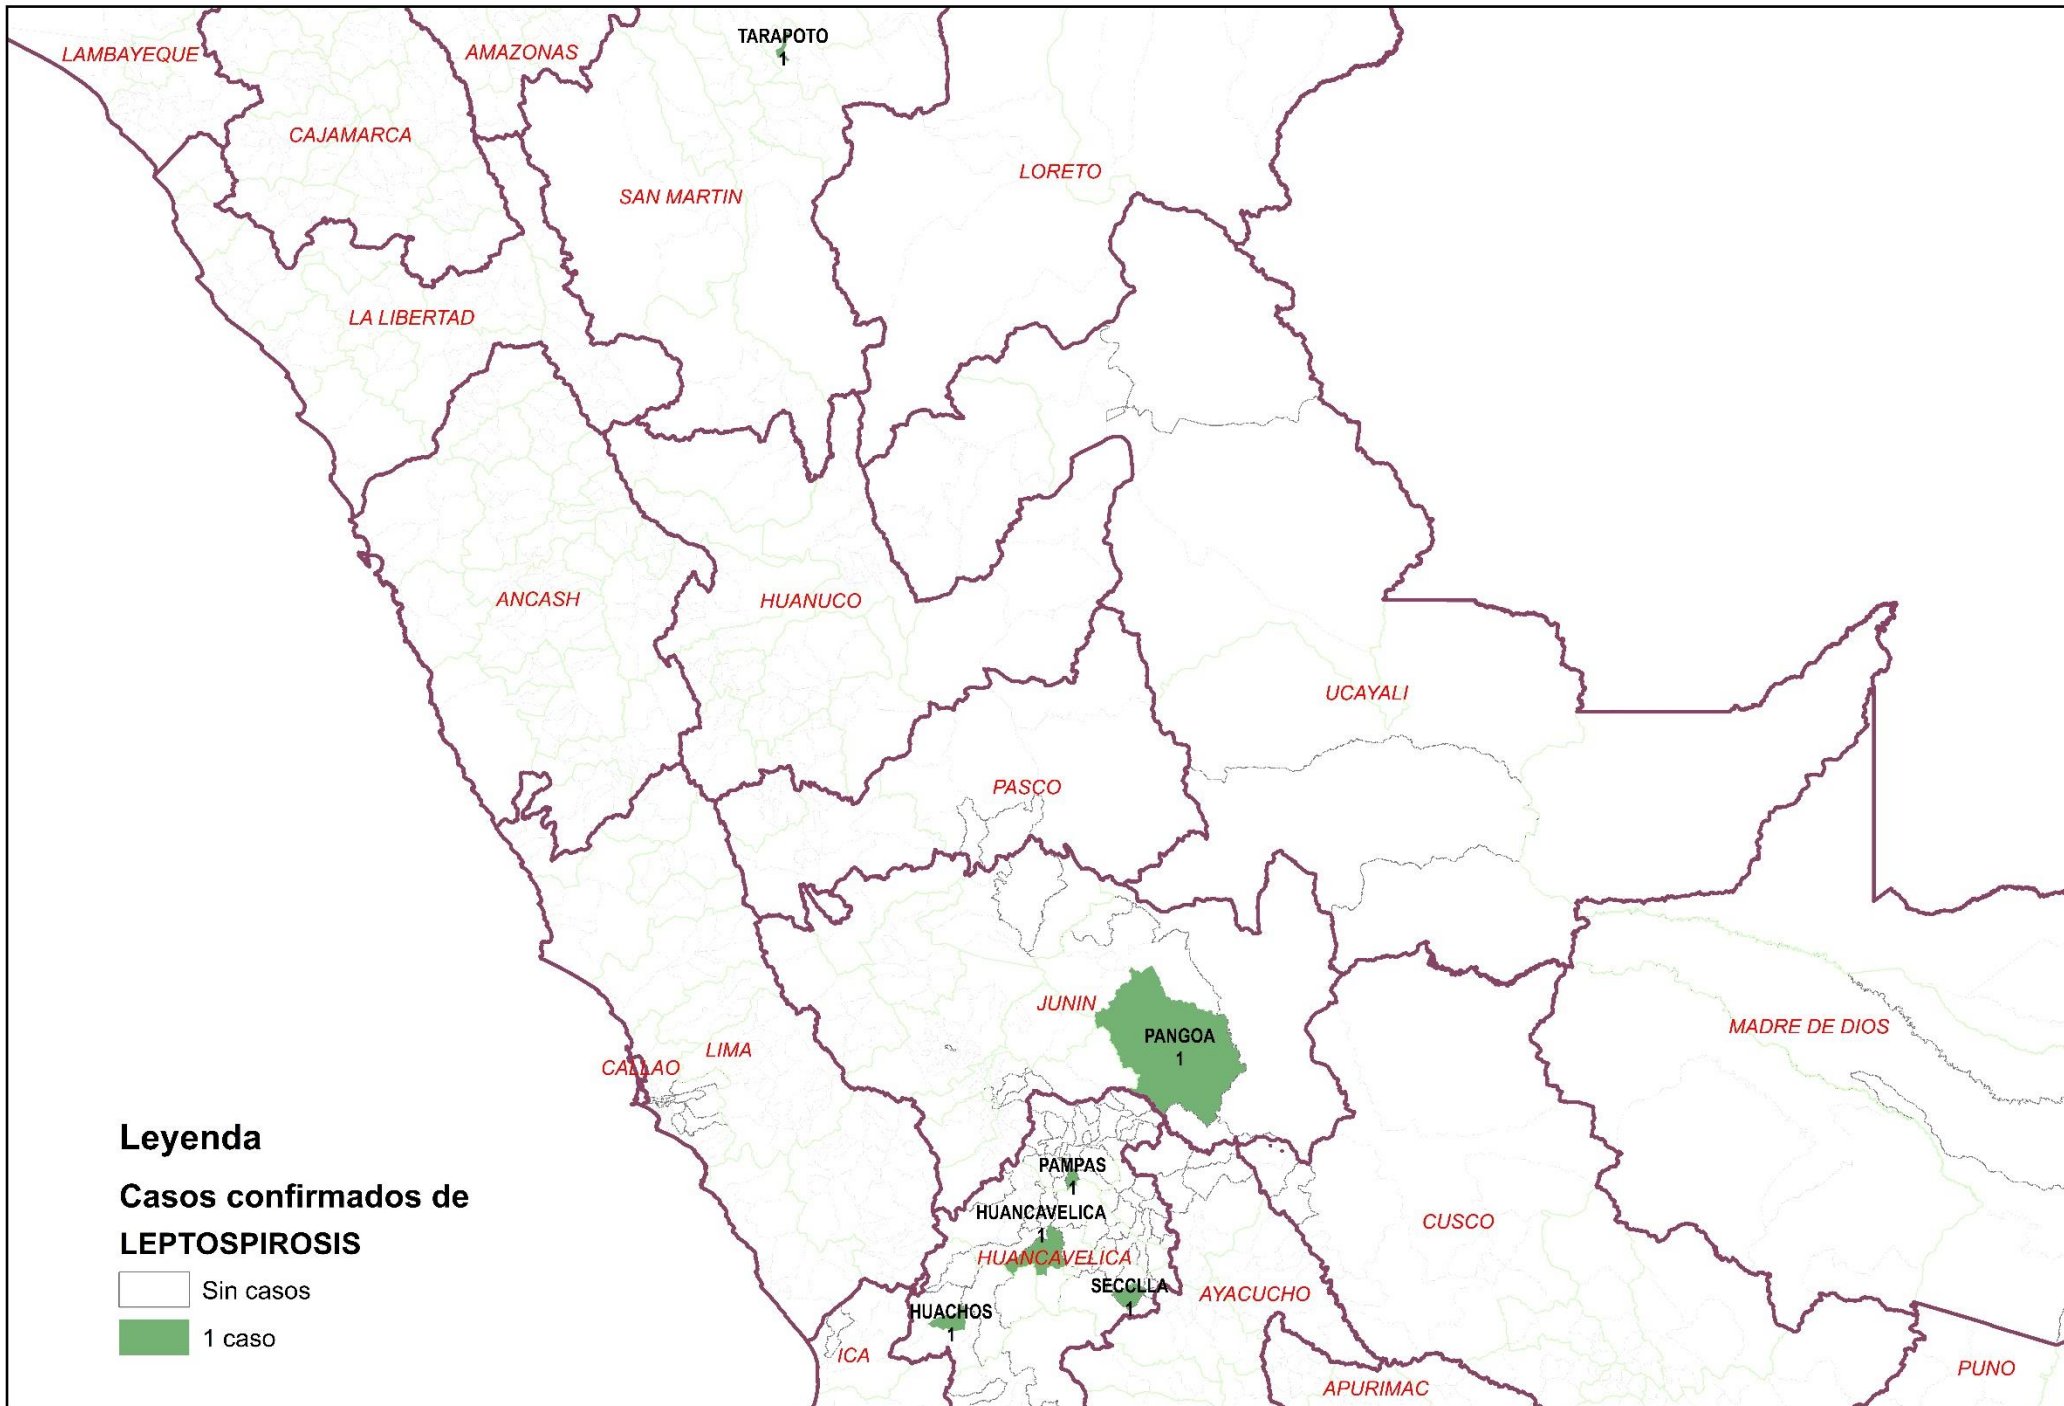 TARAPOTO
1
LAMBAYEQUE
AMAZONAS
CAJAMARCA
LORETO
SAN MARTIN
LA LIBERTAD
ANCASH
HUANUCO
UCAYALI
PASCO
JUNIN
PANGOA
1
MADRE DE DIOS
LIMA
CALLAO
PAMPAS
1
HUANCAVELICA
1
HUANCAVELICA
CUSCO
SECCLLA
1
AYACUCHO
HUACHOS
1
ICA
APURIMAC
PUNO
Leyenda
Casos confirmados de
LEPTOSPIROSIS
Sin casos
1 caso